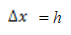 Δx = h